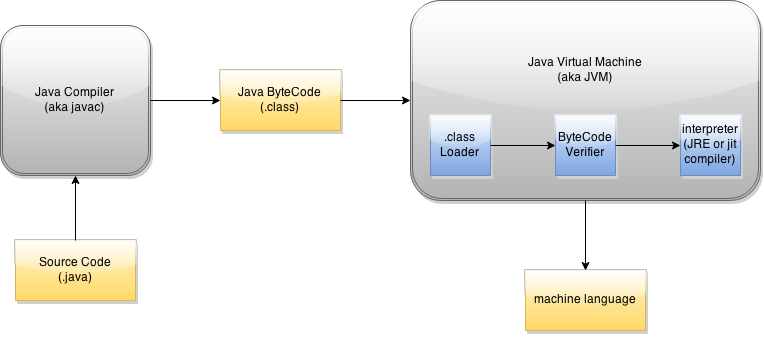 Java Compiler
(aka javac)
Java ByteCode
(.class)
Java Virtual Machine
(aka JVM)
.class
Loader
ByteCode
Verifier
interpreter
(JRE or jit
compiler)
Source Code
(.java)
machine language